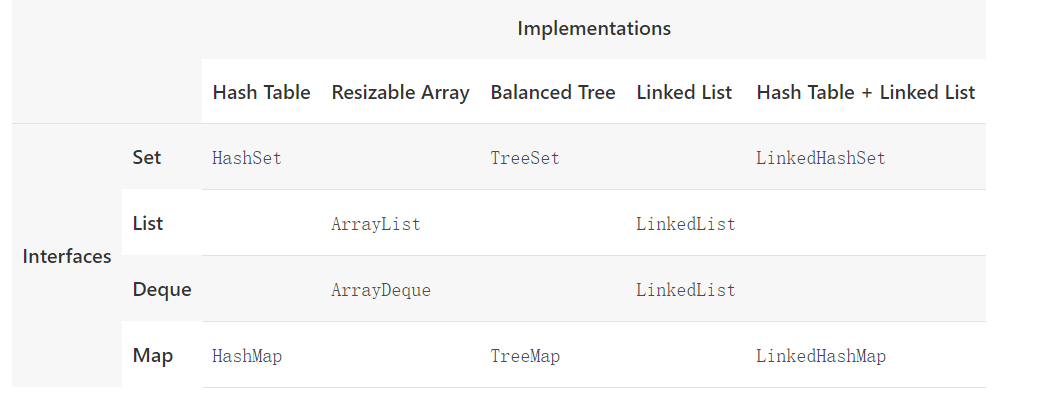 Implementations
Hash Table Resizable Array Balanced Tree Linked List Hash Table + Linked List
Set HashSet TreeSet LinkedHashSet
List ArrayList LinkedList
Interfaces
Deque ArrayDeque LinkedList
Map HashMap TreeMap LinkedHashMap